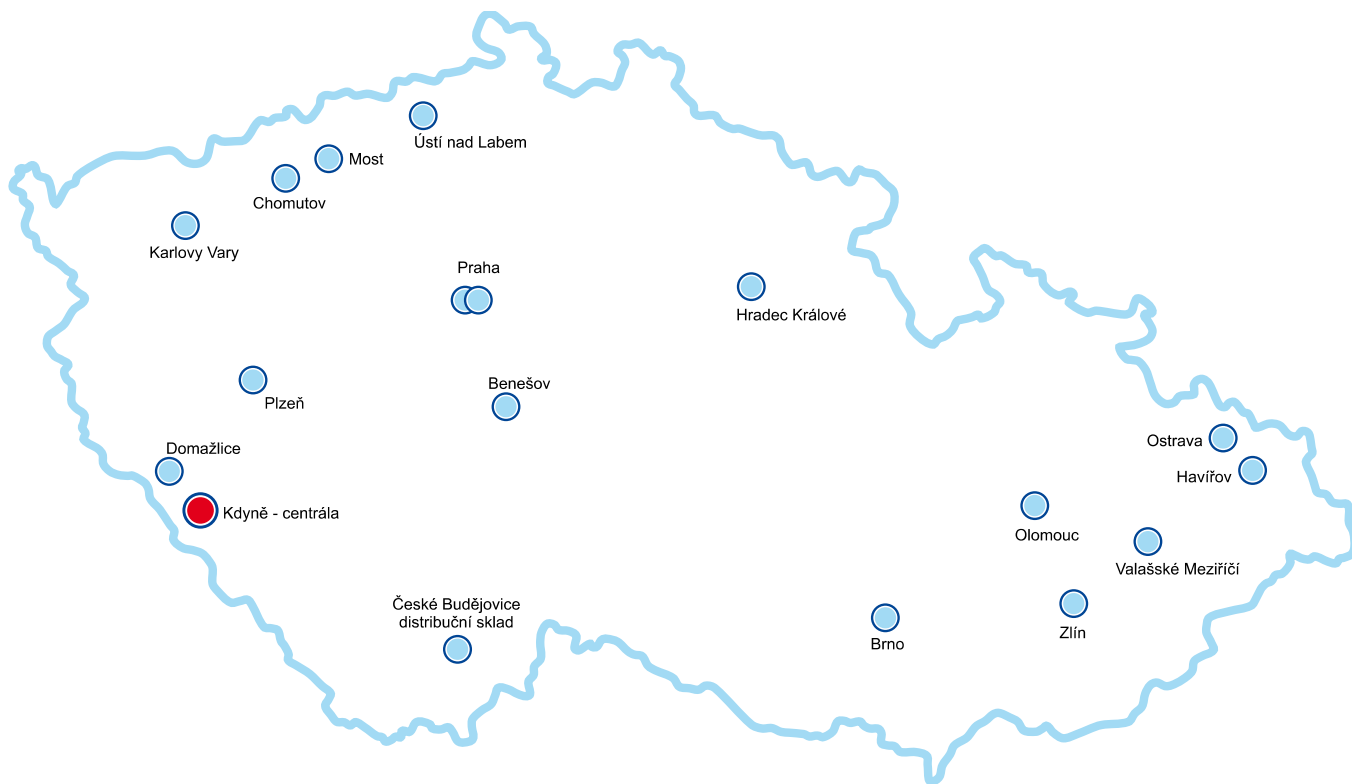 Ústí nad Labem
Most
Chomutov
Karlovy Vary
Praha
Hradec Králové
Benešov
Plzeň
Domažlice
Ostrava
Havířov
Kdyně - centrála
Olomouc
Valašské Meziříčí
České Budějovice
distribuční sklad
Zlín
Brno